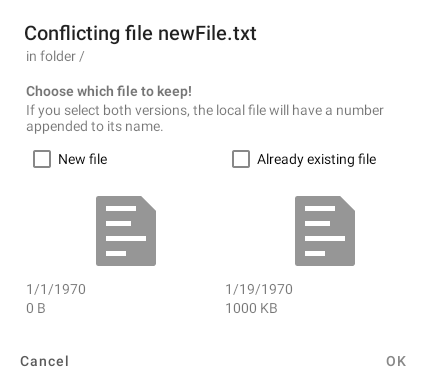 Conflicting file newFile.txt
in folder /
Choose which file to keep!
If you select both versions, the local file will have a number
appended to its name.
New file
Already existing file
1/1/1970
0 B
1/19/1970
1000 KB
Cancel
OK